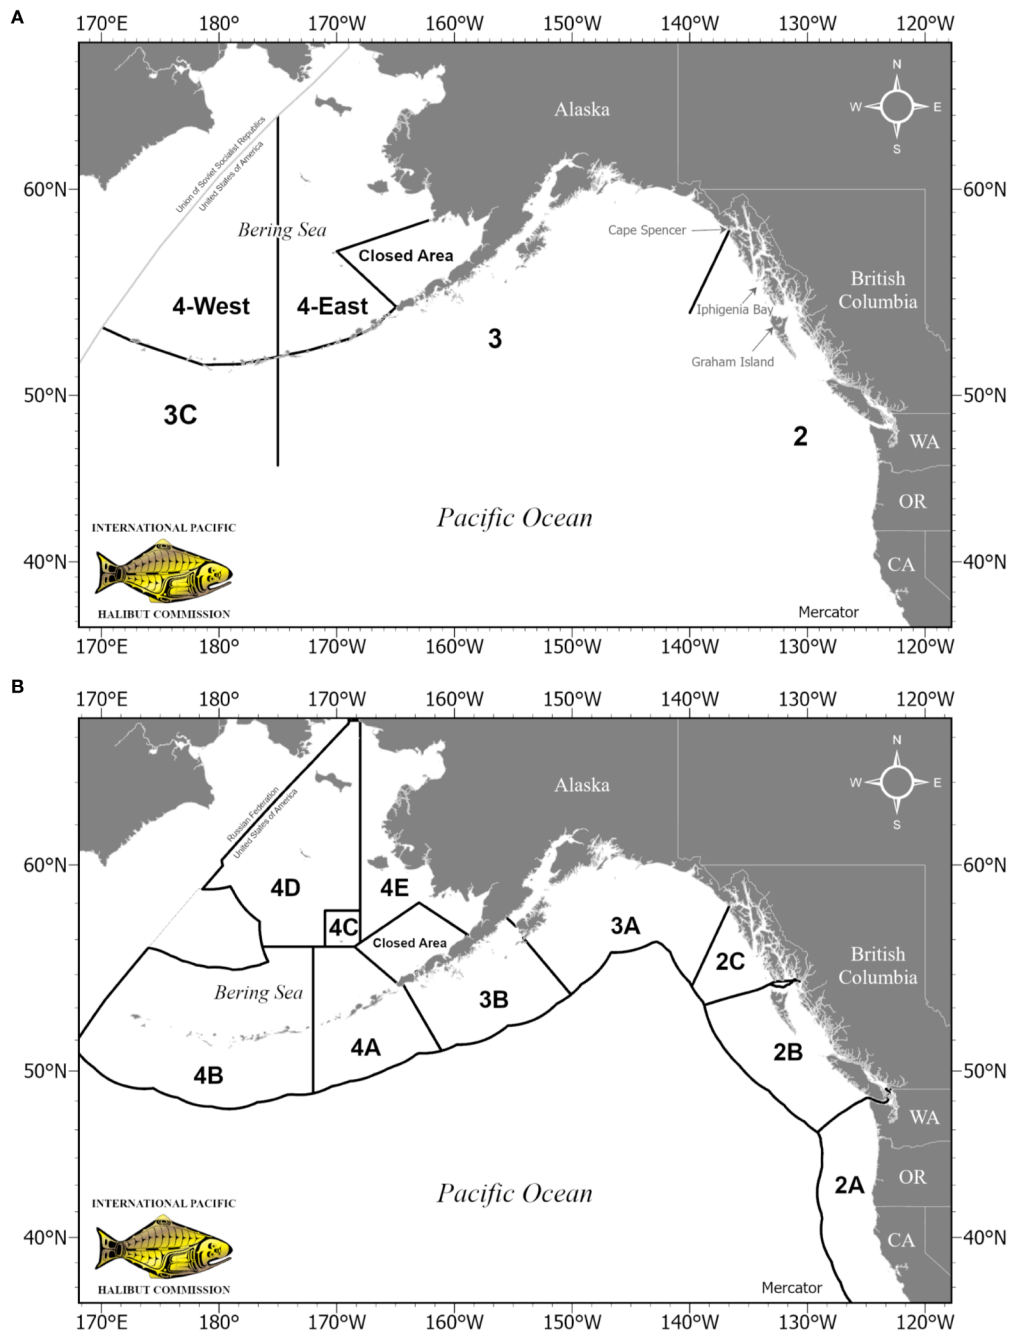 A
170°E 180° 170°W 160°W 150°W 140°W 130°W 120°W
N
W E
S
Alaska
Union of Soviet Socialist Republics
United States of America
60°N 60°N
Bering Sea
Cape Spencer
Closed Area
British
Columbia
4-West 4-East
Iphigenia Bay
3
Graham Island
50°N 50°N
3C
2
WA
OR
Pacific Ocean
INTERNATIONAL PACIFIC
40°N 40°N
CA
HALIBUT COMMISSION
Mercator
170°E 180° 170°W 160°W 150°W 140°W 130°W 120°W
B
170°E 180° 170°W 160°W 150°W 140°W 130°W 120°W
N
W E
S
Alaska
Russian Federation
United States of America
60°N 60°N
4D 4E
4C
3A
Closed Area
2C
British
Columbia
Bering Sea
3B
4A
2B
50°N 50°N
4B
WA
OR
2A
Pacific Ocean
INTERNATIONAL PACIFIC
40°N 40°N
CA
HALIBUT COMMISSION
Mercator
170°E 180° 170°W 160°W 150°W 140°W 130°W 120°W